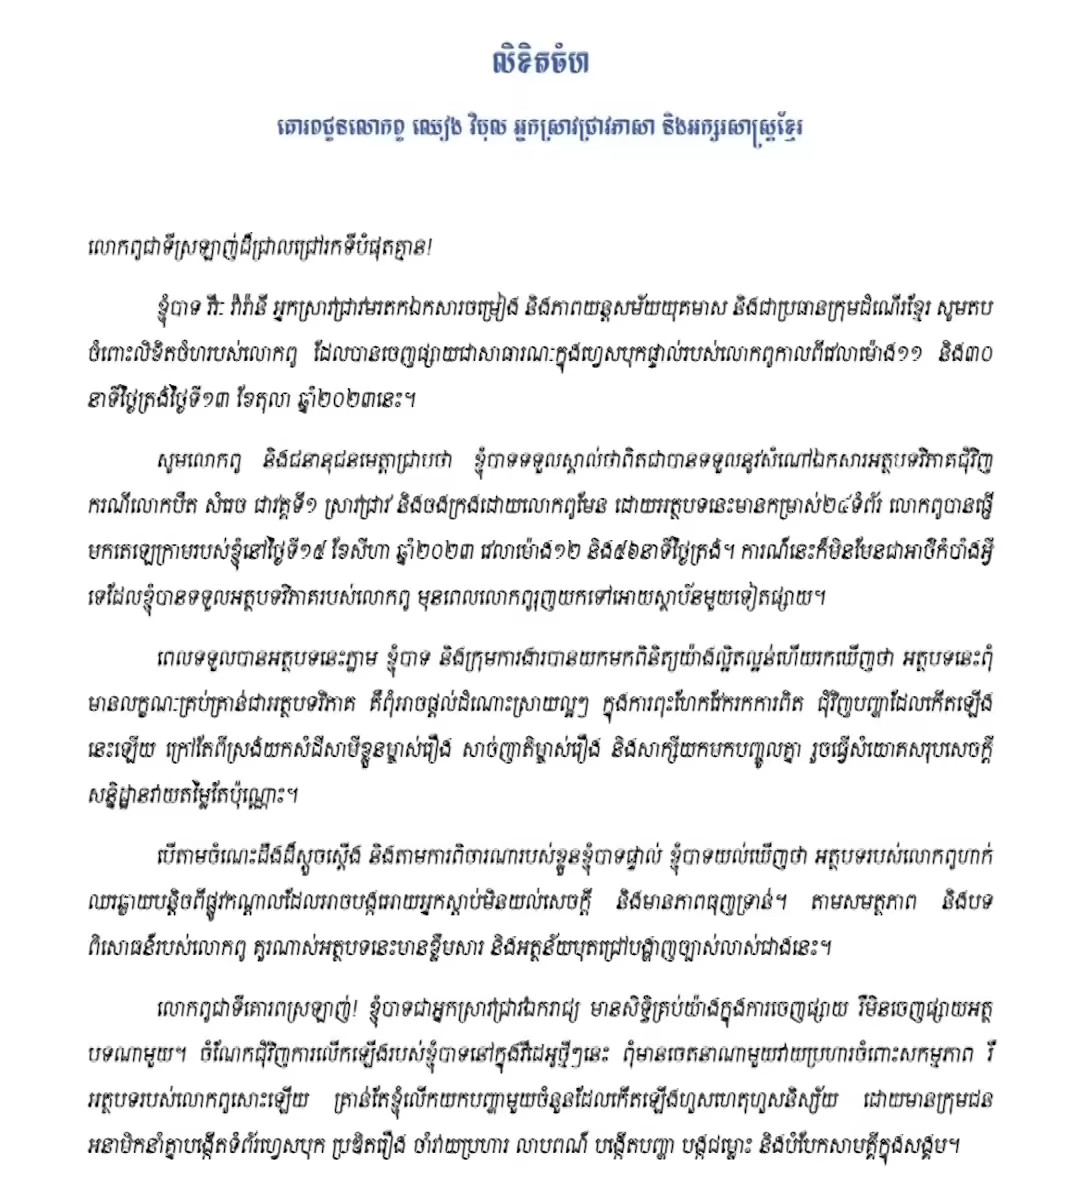 លិខិតចំហ
គោរពជូនលោកពូ ឈៀង វិបុល អ្នកស្រាវជ្រាវភាសា និងអក្សរសាស្ត្រខ្មែរ
លោកពូជាទីស្រឡាញ់ដ៏ជ្រាលជ្រៅរកទីបំផុតគ្មាន!
ខ្ញុំបាទ រីរៈ រ៉ារ៉ានី អ្នកស្រាវជ្រាវមរតកឯកសារចម្រៀង និងភាពយន្តសម័យយុគមាស និងជាប្រធានក្រុមដំណើរខ្មែរ សូមតប
ចំពោះលិខិតចំហរបស់លោកពូ ដែលបានចេញផ្សាយជាសាធារណៈក្នុងហ្វេសបុកផ្ទាល់របស់លោកពូកាលពីវេលាម៉ោង១១ និង៣០
នាទីថ្ងៃត្រង់ថ្ងៃទី១៣ ខែតុលា ឆ្នាំ២០២៣នេះ។
សូមលោកពូ និងជនានុជនមេត្តាជ្រាបថា ខ្ញុំបាទទទួលស្គាល់ថាពិតជាបានទទួលនូវសំណៅឯកសារអត្ថបទវិភាគជុំវិញ
ករណីលោកប៉ឹត សំរេច ជាវគ្គទី១ ស្រាវជ្រាវ និងចងក្រងដោយលោកពូមែន ដោយអត្ថបទនេះមានកម្រាស់២៤ទំព័រ លោកពូបានផ្ញើ
មកតេឡេក្រាមរបស់ខ្ញុំនៅថ្ងៃទី១៥ ខែសីហា ឆ្នាំ២០២៣ វេលាម៉ោង១២ និង៥៦នាទីថ្ងៃត្រង់។ ការណ៍នេះក៏មិនមែនជាអាថ៌កំបាំងអ្វី
ទេដែលខ្ញុំបានទទួលអត្ថបទវិភាគរបស់លោកពូ មុនពេលលោកពូរុញយកទៅអោយស្ថាប័នមួយទៀតផ្សាយ។
ពេលទទួលបានអត្ថបទនេះភ្លាម ខ្ញុំបាទ និងក្រុមការងារបានយកមកពិនិត្យយ៉ាងល្អិតល្អន់ហើយរកឃើញថា អត្ថបទនេះពុំ
មានលក្ខណៈគ្រប់គ្រាន់ជាអត្ថបទវិភាគ គឺពុំអាចផ្តល់ដំណោះស្រាយល្អៗ ក្នុងការពុះហែកវែករកការពិត ជុំវិញបញ្ហាដែលកើតឡើង
នេះឡើយ ក្រៅតែពីស្រង់យកសំដីសាមីខ្លួនម្ចាស់រឿង សាច់ញាតិម្ចាស់រឿង និងសាក្សីយកមកបញ្ចូលគ្នា រួចធ្វើសំយោគសរុបសេចក្តី
សន្និដ្ឋានវាយតម្លៃតែប៉ុណ្ណោះ។
បើតាមចំណេះដឹងដ៏ស្តួចស្តើង និងតាមការពិចារណារបស់ខ្លួនខ្ញុំបាទផ្ទាល់ ខ្ញុំបាទយល់ឃើញថា អត្ថបទរបស់លោកពូហាក់
ឈរឆ្ងាយបន្តិចពីផ្លូវកណ្តាលដែលអាចបង្កអោយអ្នកស្តាប់មិនយល់សេចក្តី និងមានភាពធុញទ្រាន់។ តាមសមត្ថភាព និងបទ
ពិសោធន៍របស់លោកពូ គួរណាស់អត្ថបទនេះមានខ្លឹមសារ និងអត្ថន័យមុតជ្រៅបង្ហាញច្បាស់លាស់ជាងនេះ។
លោកពូជាទីគោរពស្រឡាញ់! ខ្ញុំបាទជាអ្នកស្រាវជ្រាវឯករាជ្យ មានសិទ្ធិគ្រប់យ៉ាងក្នុងការចេញផ្សាយ រឺមិនចេញផ្សាយអត្ថ
បទណាមួយ។ ចំណែកជុំវិញការលើកឡើងរបស់ខ្ញុំបាទនៅក្នុងវីដេអូថ្មីៗនេះ ពុំមានចេតនាណាមួយវាយប្រហារចំពោះសកម្មភាព រឺ
អត្ថបទរបស់លោកពូសោះឡើយ គ្រាន់តែខ្ញុំលើកយកបញ្ហាមួយចំនួនដែលកើតឡើងហួសហេតុហួសនិស្ស័យ ដោយមានក្រុមជន
អនាមិកនាំគ្នាបង្កើតទំព័រហ្វេសបុក ប្រឌិតរឿង ចាំវាយប្រហារ លាបពណ៌ បង្កើតបញ្ហា បង្កជម្លោះ និងបំបែកសាមគ្គីក្នុងសង្គម។